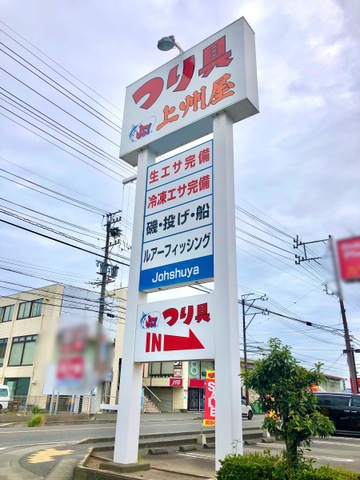 つり具
上州屋
生エサ完備
冷凍エサ完備
磯・投げ・船
ルアーフィッシング
Johshuya
つり具
IN